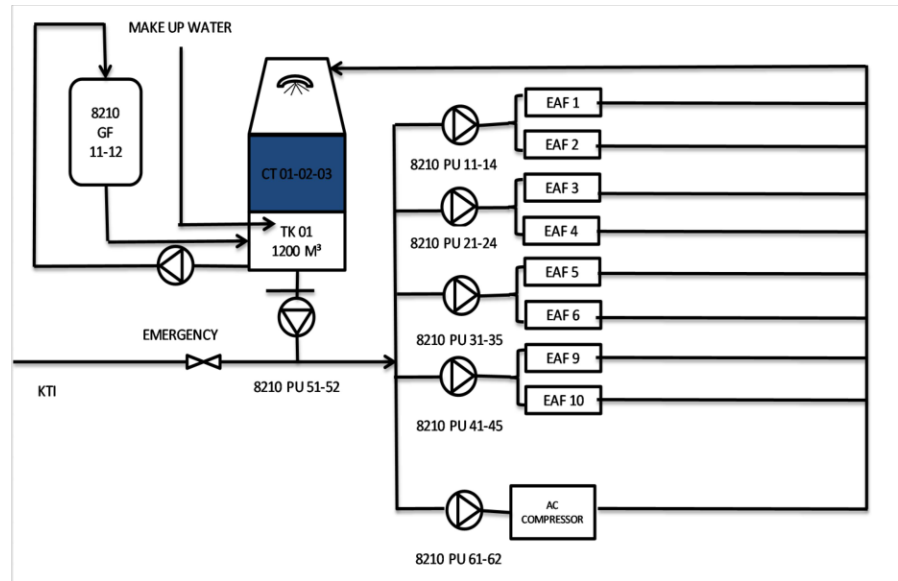 MAKE UP WATER
8210
GF
11-12
CT 01-02-03
TK 01
1200 M³
EMERGENCY
KTI
8210 PU 51-52
EAF 1
EAF 2
8210 PU 11-14
EAF 3
EAF 4
8210 PU 21-24
EAF 5
EAF 6
8210 PU 31-35
EAF 9
EAF 10
8210 PU 41-45
AC
COMPRESSOR
8210 PU 61-62